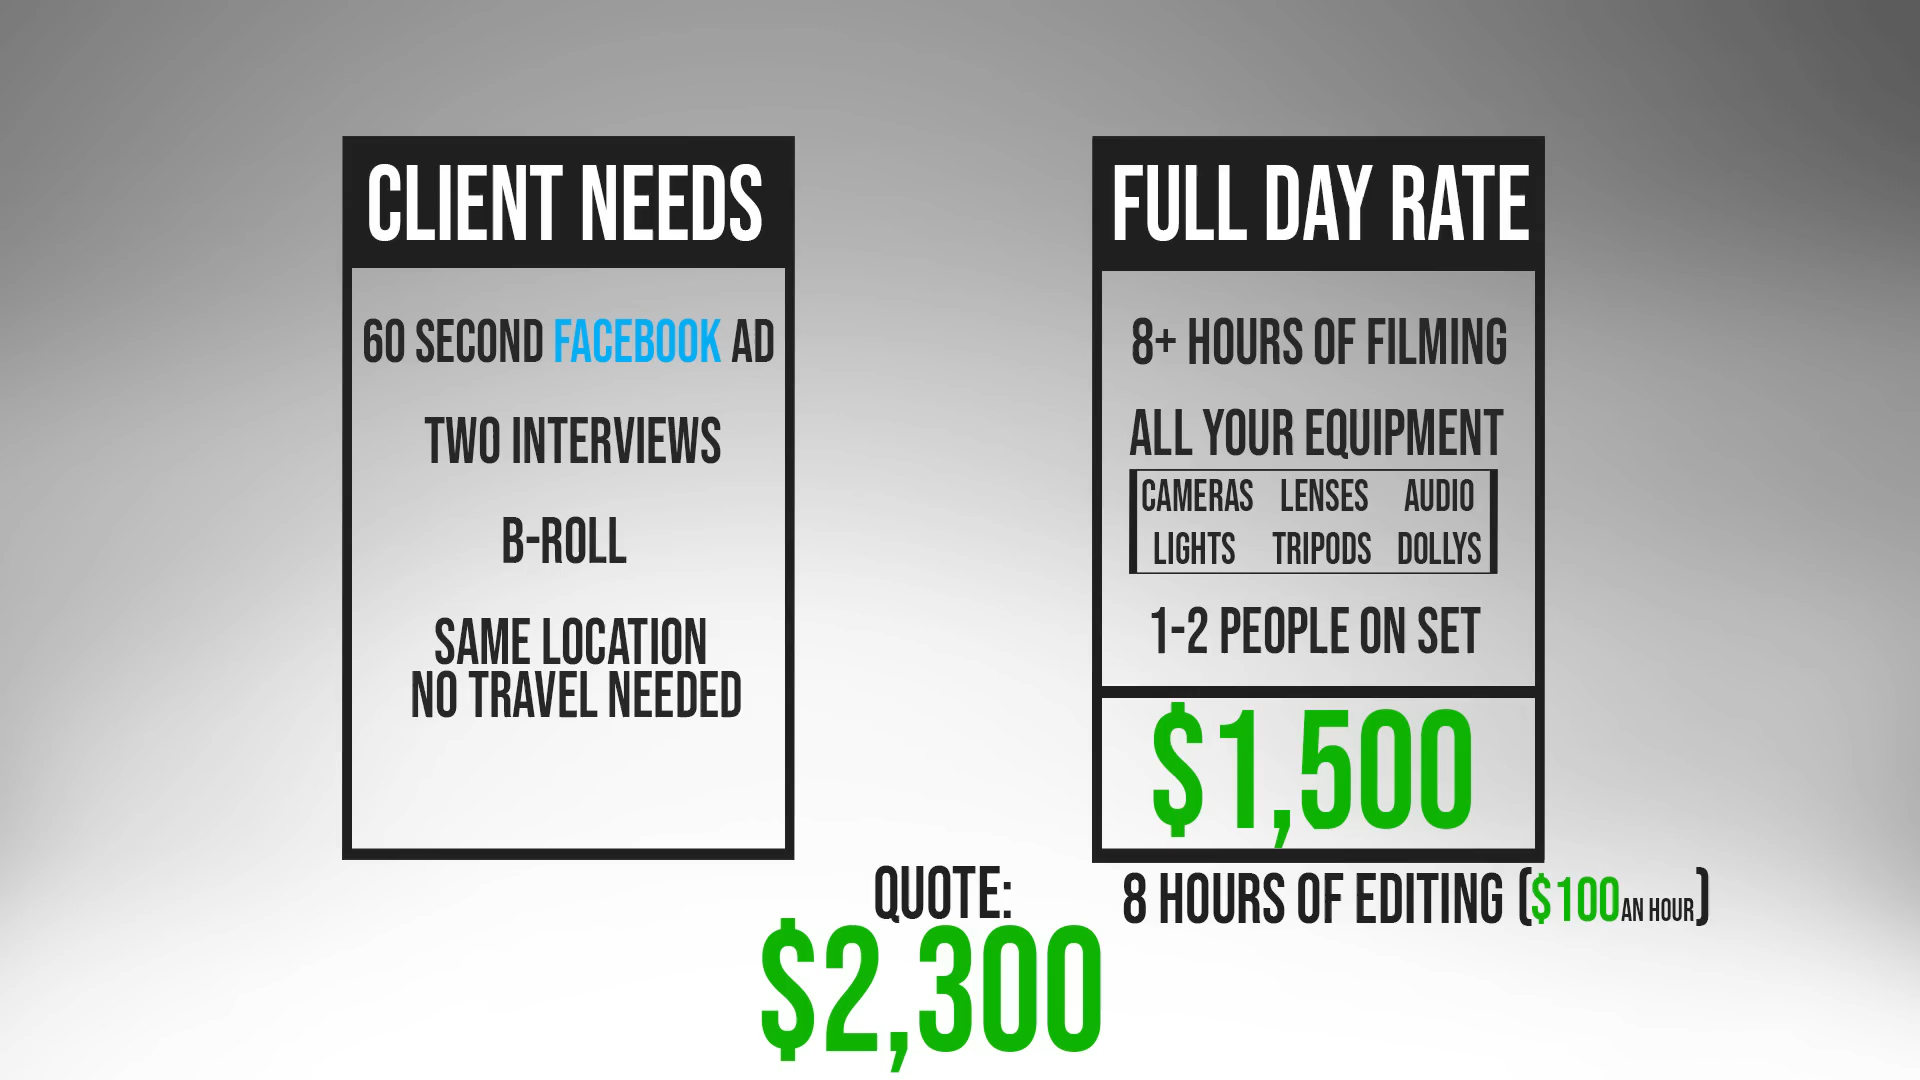 CLIENT NEEDS
60 SECOND FACEBOOK AD
TWO INTERVIEWS
B-ROLL
SAME LOCATION
NO TRAVEL NEEDED
FULL DAY RATE
8+ HOURS OF FILMING
ALL YOUR EQUIPMENT
CAMERAS LENSES AUDIO
LIGHTS TRIPODS DOLLYS
1-2 PEOPLE ON SET
$1,500
8 HOURS OF EDITING ($100 AN HOUR)
QUOTE:
$2,300